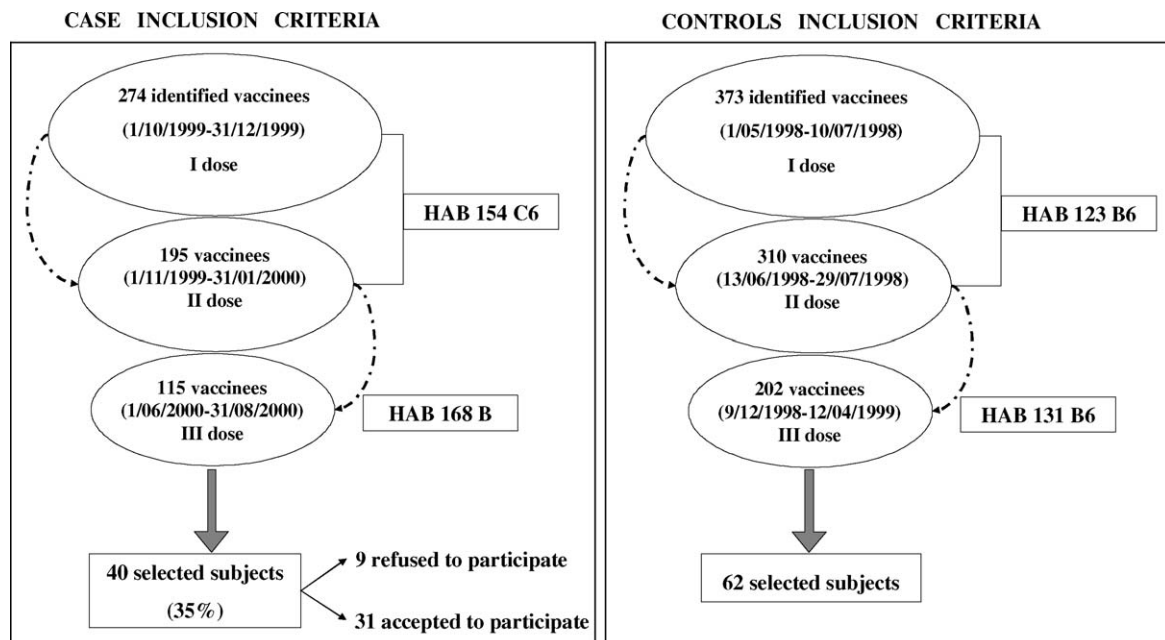 CASE INCLUSION CRITERIA
274 identified vaccinees
(1/10/1999-31/12/1999)
I dose
HAB 154 C6
195 vaccinees
(1/11/1999-31/01/2000)
II dose
115 vaccinees
(1/06/2000-31/08/2000)
III dose
HAB 168 B
40 selected subjects
(35%)
9 refused to participate
31 accepted to participate
CONTROLS INCLUSION CRITERIA
373 identified vaccinees
(1/05/1998-10/07/1998)
I dose
HAB 123 B6
310 vaccinees
(13/06/1998-29/07/1998)
II dose
202 vaccinees
(9/12/1998-12/04/1999)
III dose
HAB 131 B6
62 selected subjects